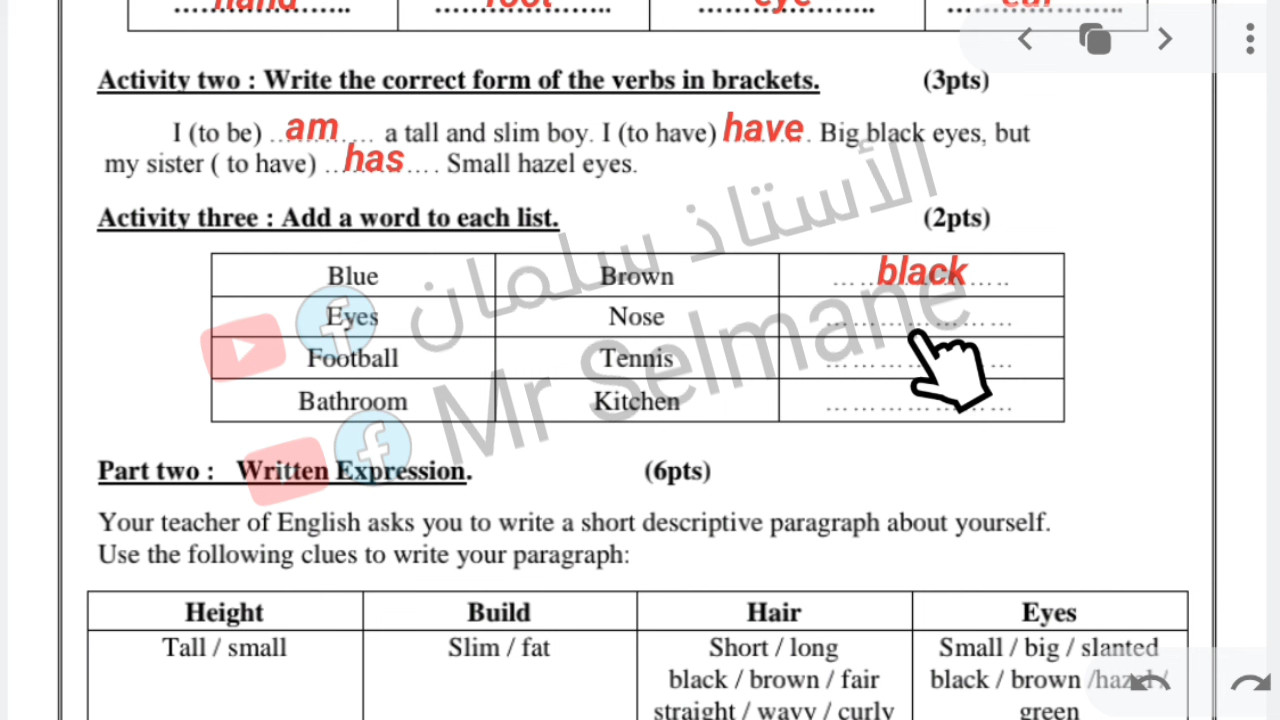 hand foot eye ear
Activity two : Write the correct form of the verbs in brackets. (3pts)
I (to be) ..am.... a tall and slim boy. I (to have) have. Big black eyes, but
my sister ( to have) ..has.... Small hazel eyes.
Activity three : Add a word to each list. (2pts)
Blue Brown .....black.....
Eyes Nose ........................
Football Tennis ........................
Bathroom Kitchen ........................
الأستاذ سلمان
Mr Selmane
Part two : Written Expression. (6pts)
Your teacher of English asks you to write a short descriptive paragraph about yourself.
Use the following clues to write your paragraph:
Height Build Hair Eyes
Tall / small Slim / fat Short / long Small / big / slanted
black / brown / fair black / brown /hazel /
straight / wavy / curly green